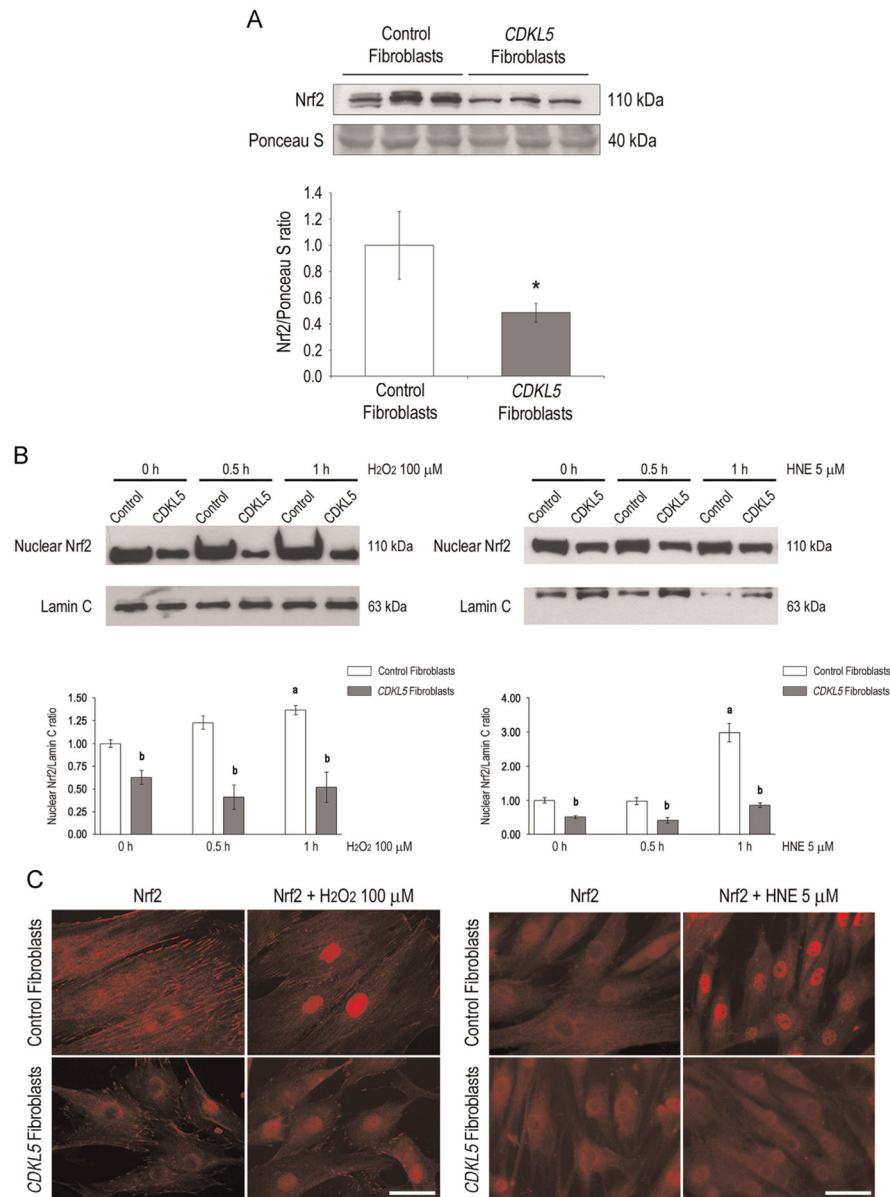 A
Control Fibroblasts
CDKL5 Fibroblasts
Nrf2
110 kDa
Ponceau S
40 kDa
Nrf2/Ponceau S ratio
1.4
1.2
1.0
0.8
0.6
0.4
0.2
0.0
*
Control Fibroblasts
CDKL5 Fibroblasts
B
0 h 0.5 h 1 h H2O2 100 μM
Control CDKL5 Control CDKL5 Control CDKL5
Nuclear Nrf2 110 kDa
Lamin C 63 kDa
0 h 0.5 h 1 h HNE 5 μM
Control CDKL5 Control CDKL5 Control CDKL5
Nuclear Nrf2 110 kDa
Lamin C 63 kDa
Control Fibroblasts
CDKL5 Fibroblasts
Nuclear Nrf2/Lamin C ratio
1.50
1.25
1.00
0.75
0.50
0.25
0.00
b b a b
0 h 0.5 h 1 h H2O2 100 μM
Control Fibroblasts
CDKL5 Fibroblasts
Nuclear Nrf2/Lamin C ratio
4.00
3.00
2.00
1.00
0.00
b b a b
0 h 0.5 h 1 h HNE 5 μM
C
Nrf2 Nrf2 + H2O2 100 μM
Nrf2 Nrf2 + HNE 5 μM
Control Fibroblasts
CDKL5 Fibroblasts
Control Fibroblasts
CDKL5 Fibroblasts